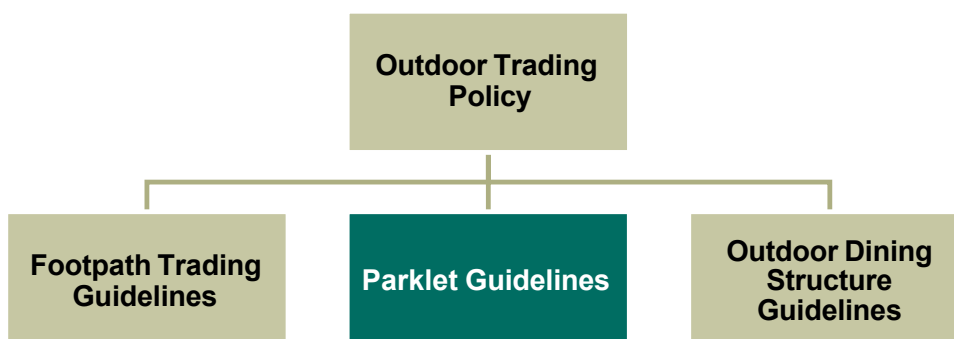 Outdoor Trading
Policy
Footpath Trading
Guidelines
Parklet Guidelines
Outdoor Dining
Structure
Guidelines